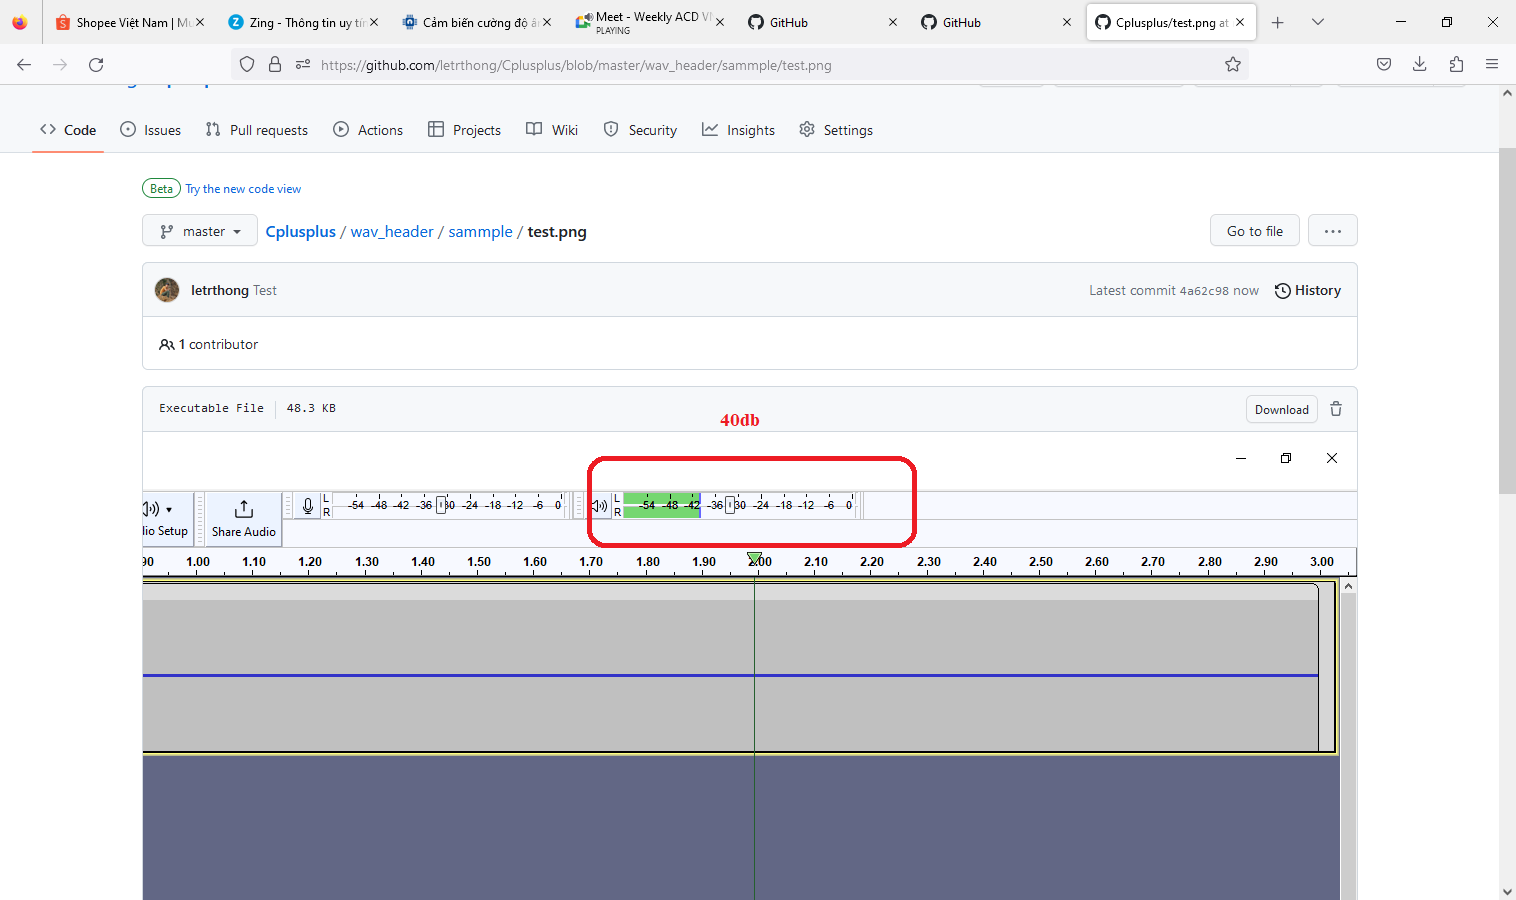 Shopee Việt Nam | Mu
Zing - Thông tin uy tín
Cảm biến cường độ án
Meet - Weekly ACD VN
PLAYING
GitHub
GitHub
Cplusplus/test.png at
https://github.com/letrthong/Cplusplus/blob/master/wav_header/sammple/test.png
Code
Issues
Pull requests
Actions
Projects
Wiki
Security
Insights
Settings
Beta Try the new code view
master
Cplusplus / wav_header / sammple / test.png
Go to file
...
letrthong Test
Latest commit 4a62c98 now
History
1 contributor
Executable File
48.3 KB
Download
40db
L
R
-54 -48 -42 -36 30 -24 -18 -12 -6 0
L
R
-54 -48 -42 -36 30 -24 -18 -12 -6 0
io Setup
Share Audio
90 1.00 1.10 1.20 1.30 1.40 1.50 1.60 1.70 1.80 1.90 2.00 2.10 2.20 2.30 2.40 2.50 2.60 2.70 2.80 2.90 3.00